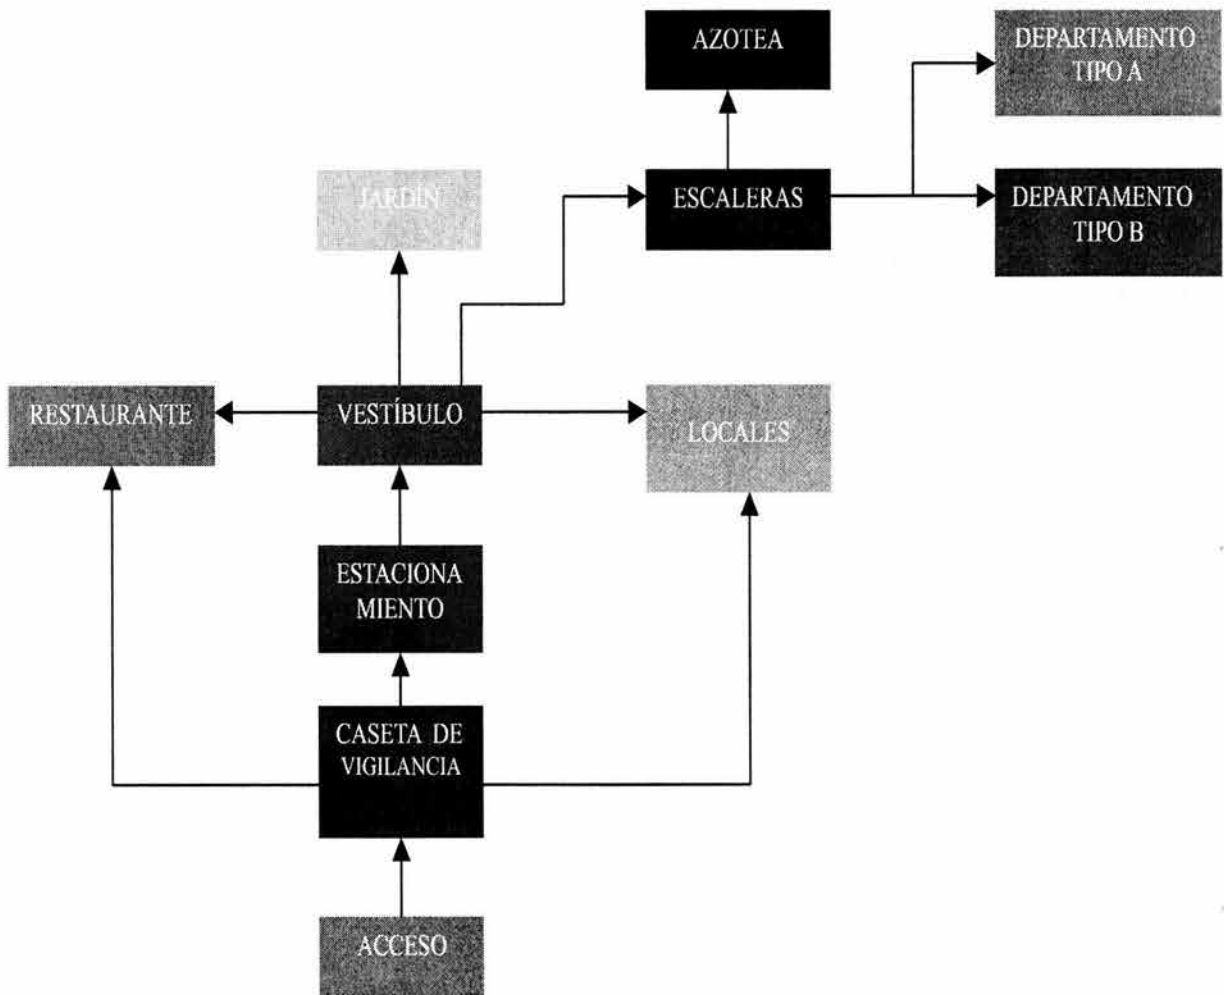 AZOTEA
DEPARTAMENTO
TIPO A
JARDÍN
ESCALERAS
DEPARTAMENTO
TIPO B
RESTAURANTE
VESTÍBULO
LOCALES
ESTACIONA
MIENTO
CASETA DE
VIGILANCIA
ACCESO